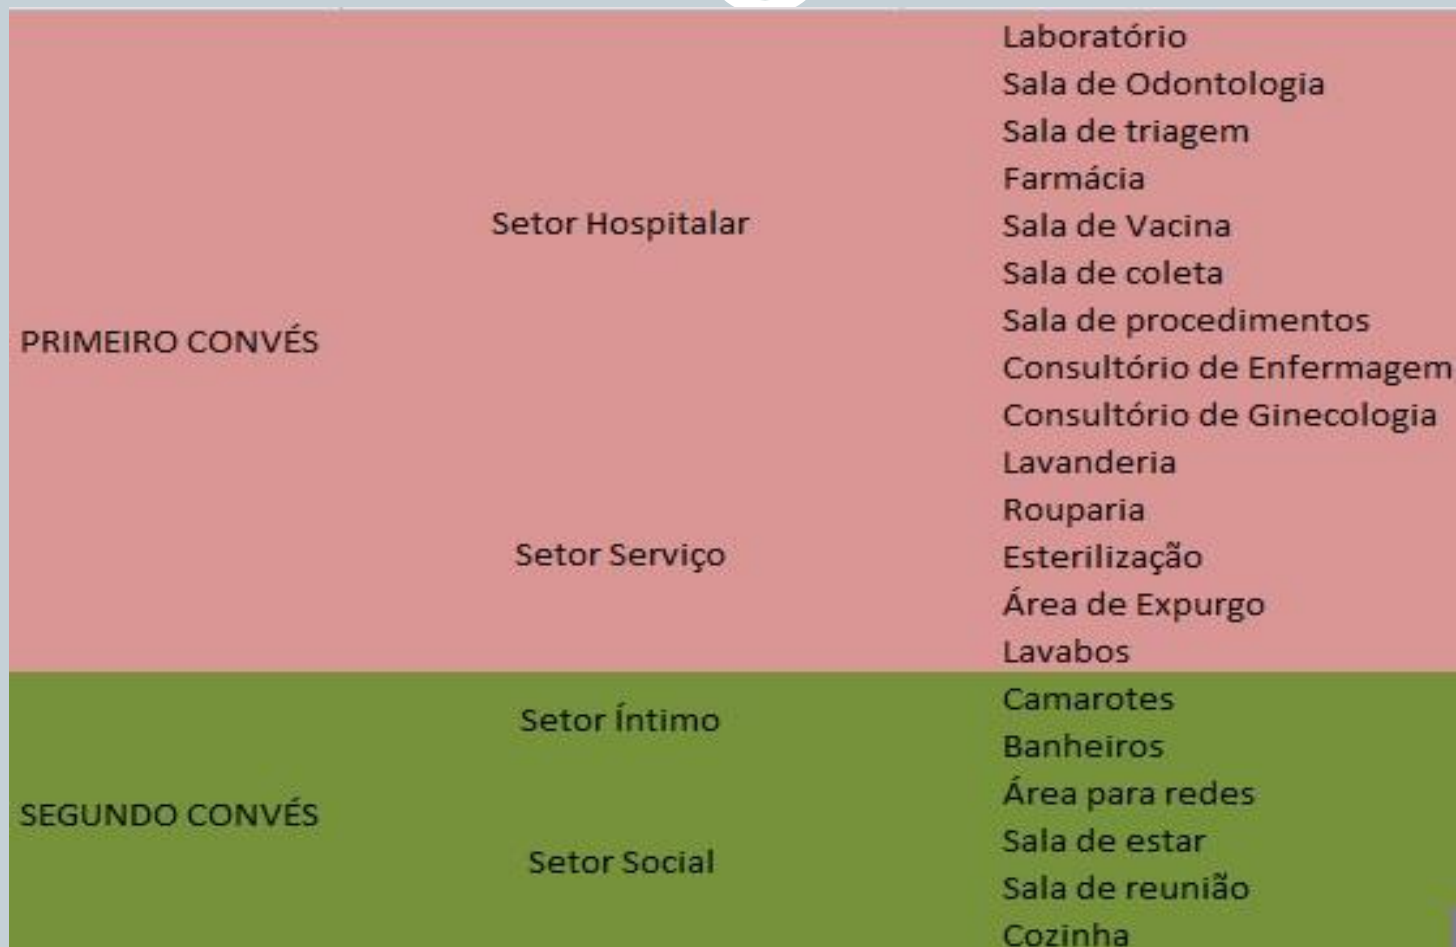 PRIMEIRO CONVÉS
Setor Hospitalar
Laboratório
Sala de Odontologia
Sala de triagem
Farmácia
Sala de Vacina
Sala de coleta
Sala de procedimentos
Consultório de Enfermagem
Consultório de Ginecologia
Setor Serviço
Lavanderia
Rouparia
Esterilização
Área de Expurgo
Lavabos
SEGUNDO CONVÉS
Setor Íntimo
Camarotes
Banheiros
Setor Social
Área para redes
Sala de estar
Sala de reunião
Cozinha